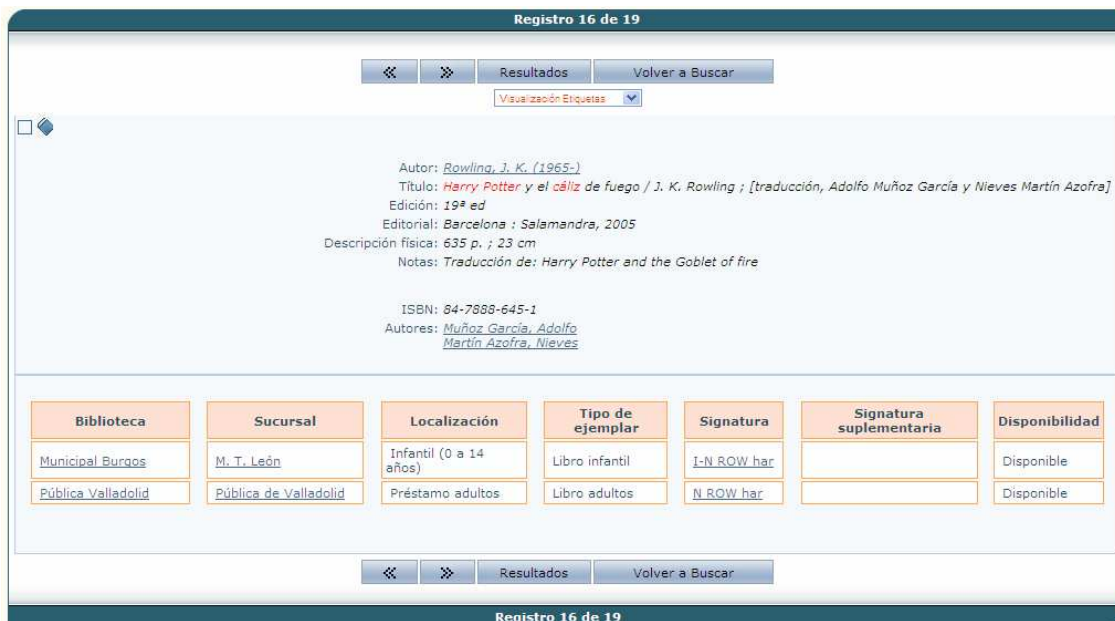 Registro 16 de 19
Resultados Volver a Buscar
Visualización Etiquetas
Autor: Rowling, J. K. (1965-)
Título: Harry Potter y el cáliz de fuego / J. K. Rowling ; [traducción, Adolfo Muñoz García y Nieves Martín Azofra]
Edición: 19ª ed
Editorial: Barcelona : Salamandra, 2005
Descripción física: 635 p. ; 23 cm
Notas: Traducción de: Harry Potter and the Goblet of fire
ISBN: 84-7888-645-1
Autores: Muñoz García, Adolfo
Martín Azofra, Nieves
Biblioteca Sucursal Localización Tipo de ejemplar Signatura Signatura suplementaria Disponibilidad
Municipal Burgos M. T. León Infantil (0 a 14 años) Libro infantil I-N ROW har Disponible
Pública Valladolid Pública de Valladolid Préstamo adultos Libro adultos N ROW har Disponible
Resultados Volver a Buscar
Registro 16 de 19